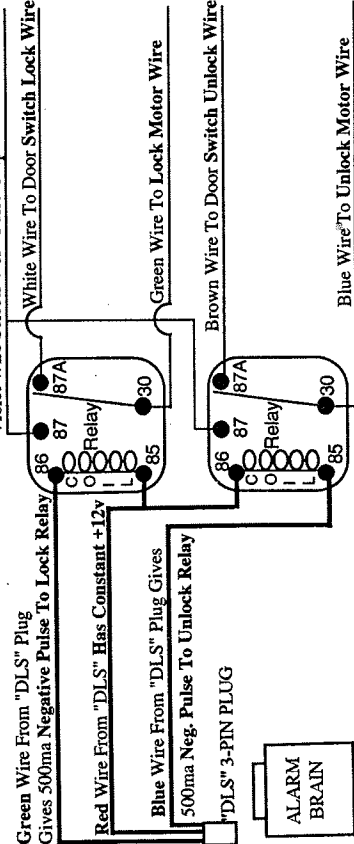 White Wire To Door Switch Lock Wire
Green Wire To Lock Motor Wire
Brown Wire To Door Switch Unlock Wire
Blue Wire To Unlock Motor Wire
87A
87
30
86
85
Relay
COIL
87A
87
30
86
85
Relay
COIL
Green Wire From "DLS" Plug
Gives 500ma Negative Pulse To Lock Relay
Red Wire From "DLS" Has Constant +12v
Blue Wire From "DLS" Plug Gives
500ma Neg. Pulse To Unlock Relay
"DLS" 3-PIN PLUG
ALARM
BRAIN